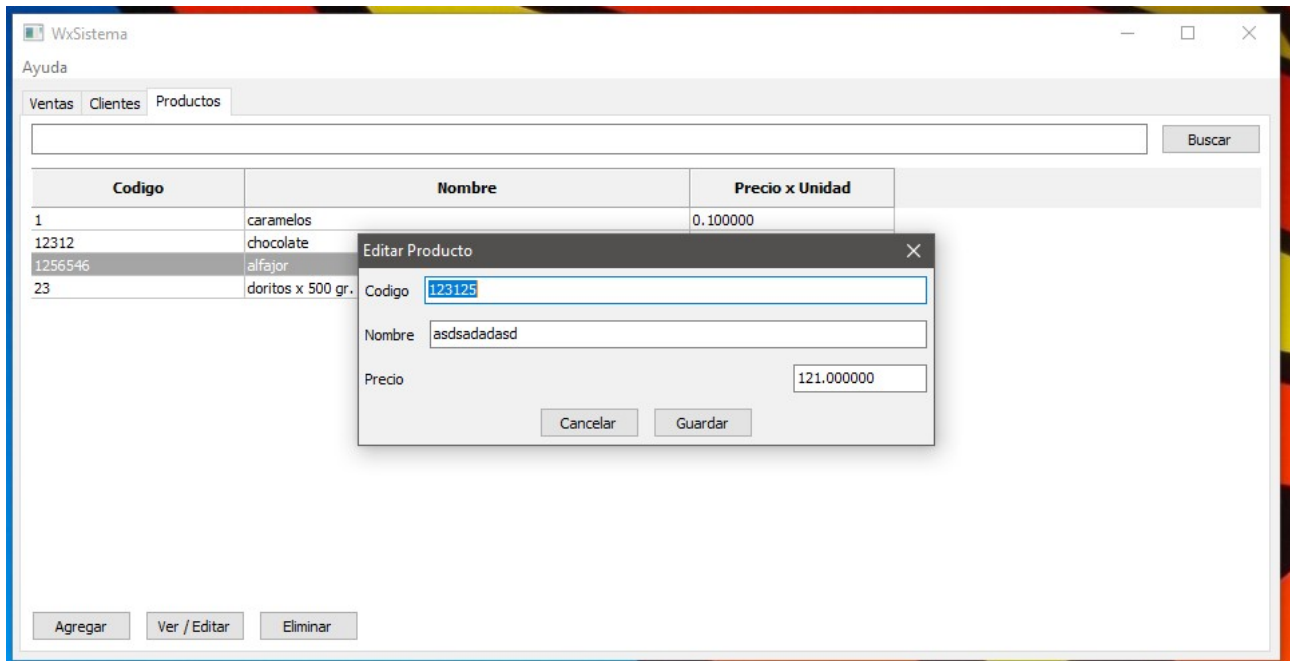 WxSistema
Ayuda
Ventas Clientes Productos
Buscar
Codigo Nombre Precio x Unidad
1 caramelos 0.100000
12312 chocolate
1256546 alfajor
23 doritos x 500 gr.
Editar Producto
Codigo 123125
Nombre asdsadadasd
Precio 121.000000
Cancelar Guardar
Agregar Ver / Editar Eliminar